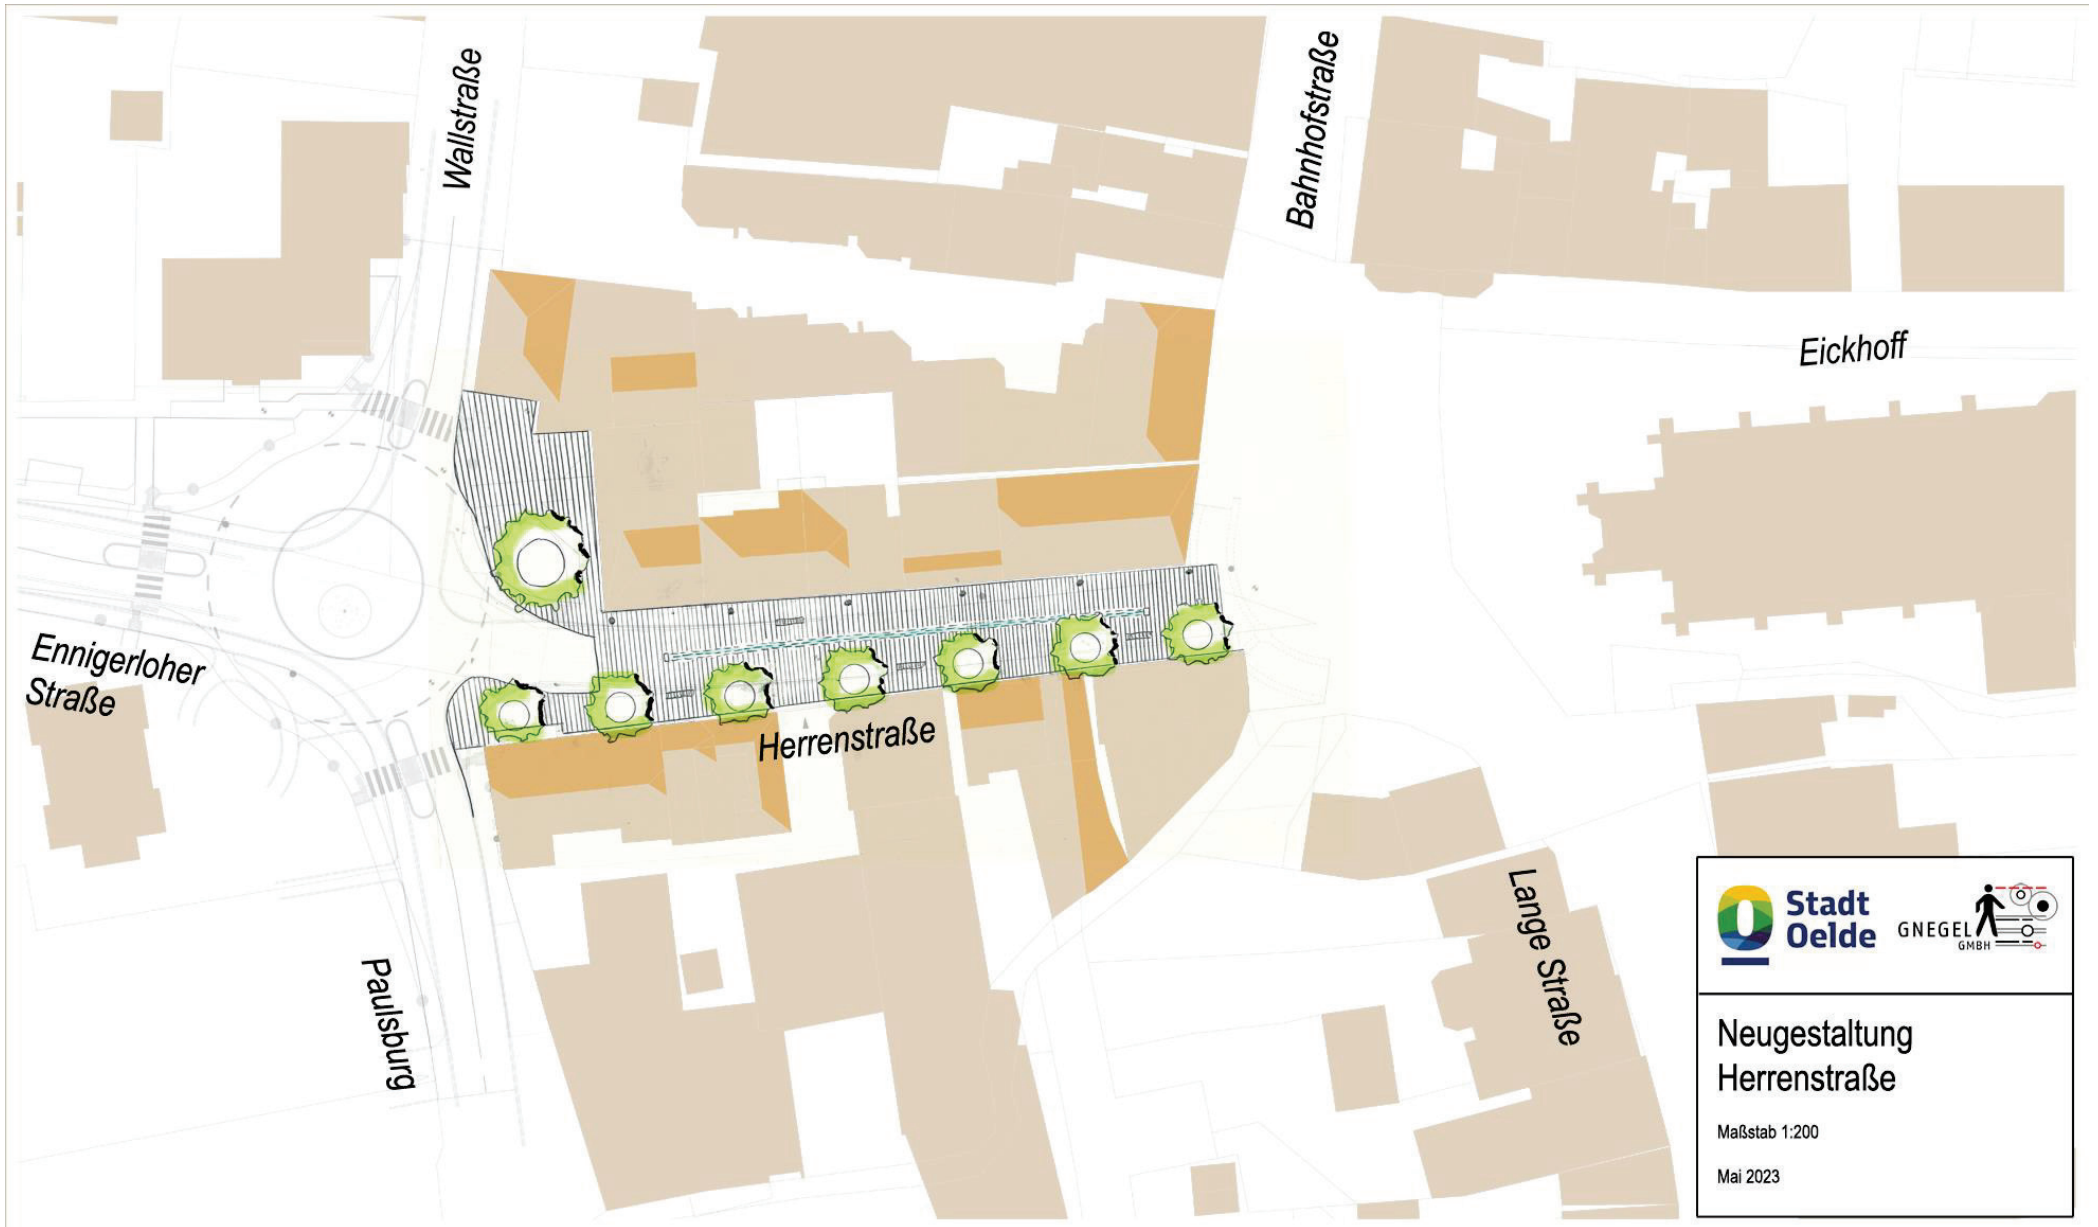 Wallstraße
Bahnhofstraße
Eickhoff
Ennigerloher
Straße
Herrenstraße
Paulsburg
Lange Straße
Stadt
Oelde
GNEGEL
GMBH
Neugestaltung
Herrenstraße
Maßstab 1:200
Mai 2023